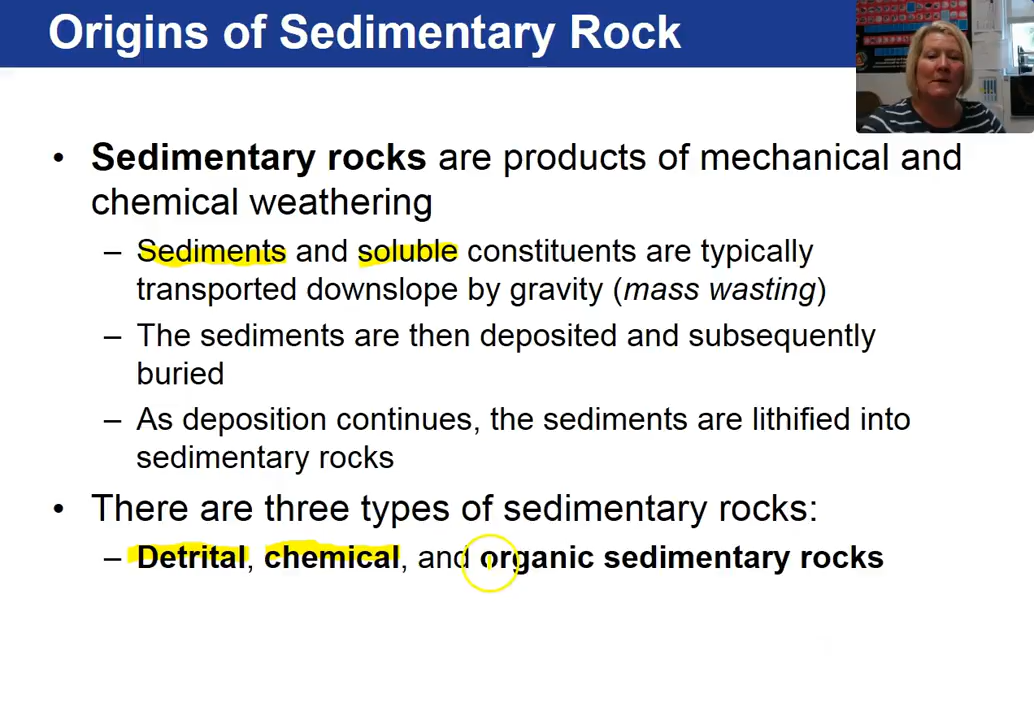 Origins of Sedimentary Rock
• Sedimentary rocks are products of mechanical and
chemical weathering
– Sediments and soluble constituents are typically
transported downslope by gravity (mass wasting)
– The sediments are then deposited and subsequently
buried
– As deposition continues, the sediments are lithified into
sedimentary rocks
• There are three types of sedimentary rocks:
– Detrital, chemical, and organic sedimentary rocks